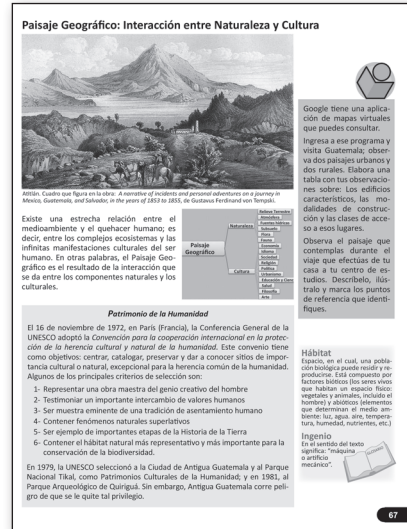 Paisaje Geográfico: Interacción entre Naturaleza y Cultura
Atitlán. Cuadro que figura en la obra: A narrative of incidents and personal adventures on a journey in
Mexico, Guatemala, and Salvador, in the years of 1853 to 1855, de Gustavus Ferdinand von Tempski.
Existe una estrecha relación entre el
medioambiente y el quehacer humano; es
decir, entre los complejos ecosistemas y las
infinitas manifestaciones culturales del ser
humano. En otras palabras, el Paisaje Geo-
gráfico es el resultado de la interacción que
se da entre los componentes naturales y los
culturales.
Paisaje
Geográfico
Naturaleza
Cultura
Relieve Terrestre
Atmósfera
Fuentes hídricas
Subsuelo
Flora
Fauna
Economía
Idioma
Sociedad
Religión
Política
Urbanismo
Educación y Cienc
Salud
Filosofía
Arte
Patrimonio de la Humanidad
El 16 de noviembre de 1972, en París (Francia), la Conferencia General de la
UNESCO adoptó la Convención para la cooperación internacional en la protec-
ción de la herencia cultural y natural de la humanidad. Este convenio tiene
como objetivos: centrar, catalogar, preservar y dar a conocer sitios de impor-
tancia cultural o natural, excepcional para la herencia común de la humanidad.
Algunos de los principales criterios de selección son:
1- Representar una obra maestra del genio creativo del hombre
2- Testimoniar un importante intercambio de valores humanos
3- Ser muestra eminente de una tradición de asentamiento humano
4- Contener fenómenos naturales superlativos
5- Ser ejemplo de importantes etapas de la Historia de la Tierra
6- Contener el hábitat natural más representativo y más importante para la
conservación de la biodiversidad.
En 1979, la UNESCO seleccionó a la Ciudad de Antigua Guatemala y al Parque
Nacional Tikal, como Patrimonios Culturales de la Humanidad; y en 1981, al
Parque Arqueológico de Quiriguá. Sin embargo, Antigua Guatemala corre peli-
gro de que se le quite tal privilegio.
Google tiene una aplica-
ción de mapas virtuales
que puedes consultar.
Ingresa a ese programa y
visita Guatemala; obser-
va dos paisajes urbanos y
dos rurales. Elabora una
tabla con tus observacio-
nes sobre: Los edificios
característicos, las mo-
dalidades de construc-
ción y las clases de acce-
so a esos lugares.
Observa el paisaje que
contemplas durante el
viaje que efectúas de tu
casa a tu centro de es-
tudios. Descríbelo, ilús-
tralo y marca los puntos
de referencia que identi-
fiques.
Hábitat
Espacio, en el cual, una pobla-
ción biológica puede residir y re-
producirse. Está compuesto por
factores bióticos (los seres vivos
que habitan un espacio físico:
vegetales y animales, incluido el
hombre) y abióticos (elementos
que determinan el medio am-
biente: luz, agua, aire, tempera-
tura, humedad, nutrientes, etc.)
Ingenio
En el sentido del texto
significa: "máquina
o artificio
mecánico".
GLOSARIO
67